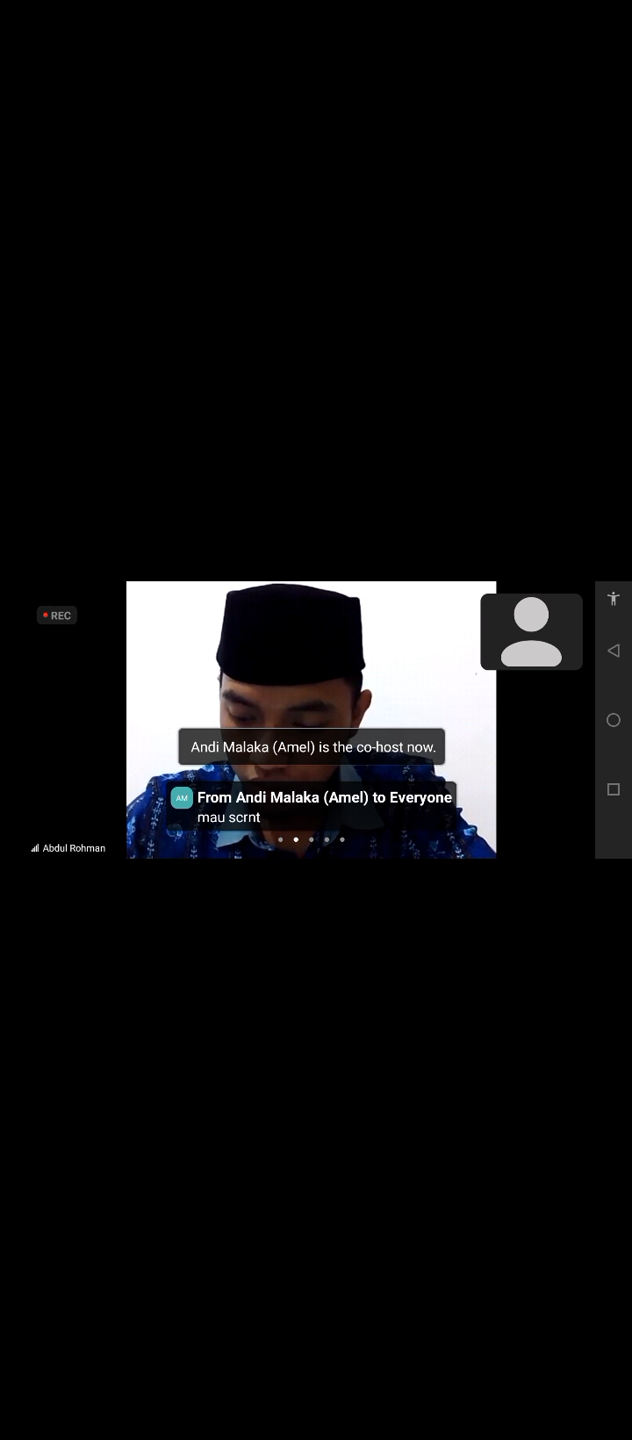 REC
Andi Malaka (Amel) is the co-host now.
AM
From Andi Malaka (Amel) to Everyone
mau scrnt
Abdul Rohman